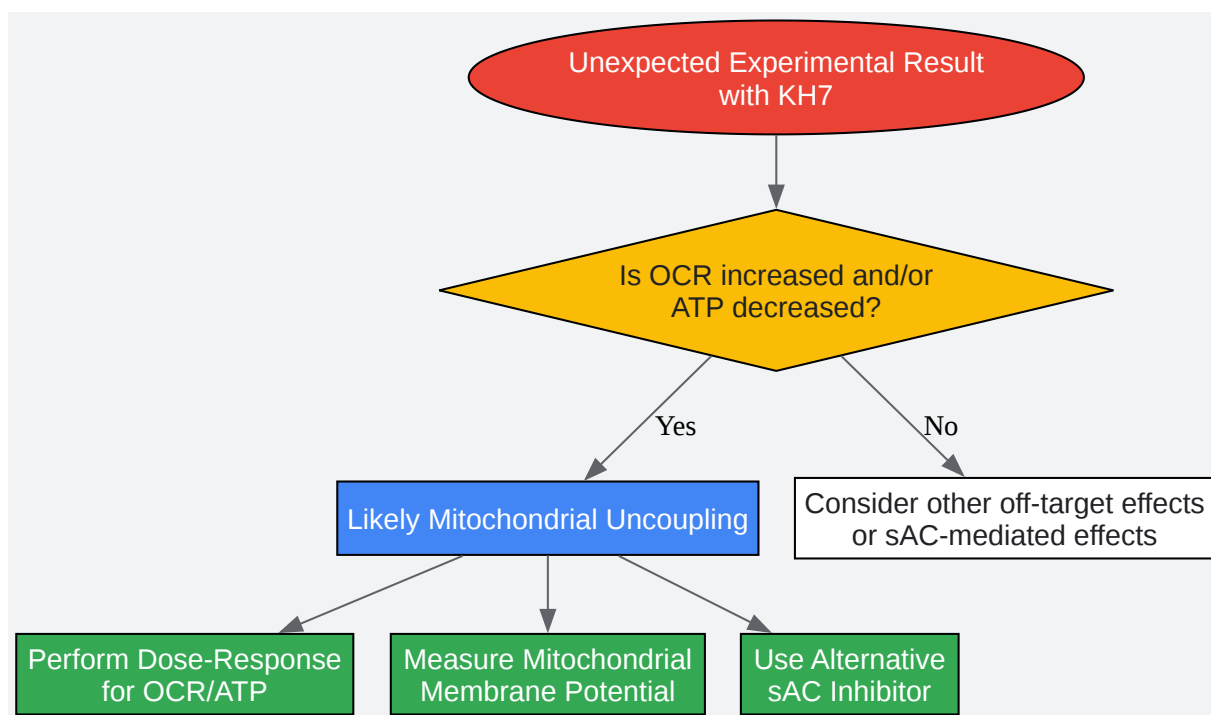 Unexpected Experimental Result
with KH7
Is OCR increased and/or
ATP decreased?
Yes
No
Likely Mitochondrial Uncoupling
Consider other off-target effects
or sAC-mediated effects
Perform Dose-Response
for OCR/ATP
Measure Mitochondrial
Membrane Potential
Use Alternative
sAC Inhibitor